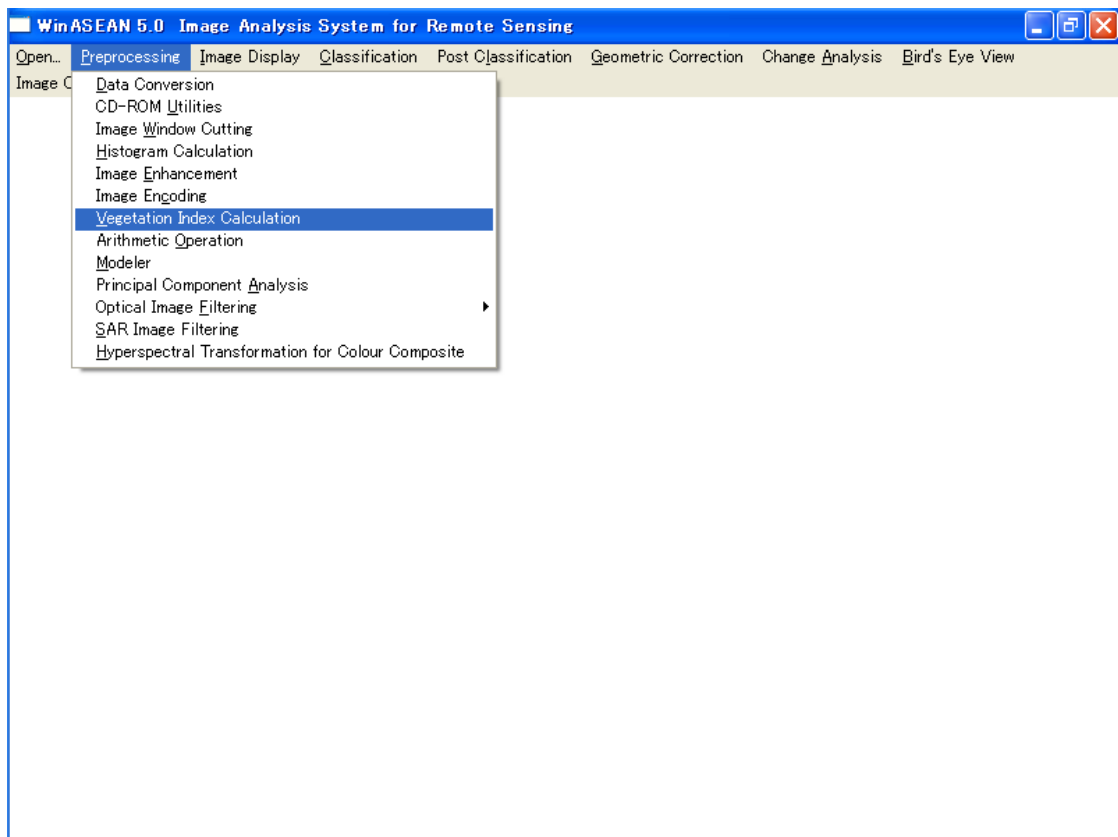 WinASEAN 5.0 Image Analysis System for Remote Sensing
Open... Preprocessing Image Display Classification Post Classification Geometric Correction Change Analysis Bird's Eye View
Image
Data Conversion
CD-ROM Utilities
Image Window Cutting
Histogram Calculation
Image Enhancement
Image Encoding
Vegetation Index Calculation
Arithmetic Operation
Modeler
Principal Component Analysis
Optical Image Filtering
SAR Image Filtering
Hyperspectral Transformation for Colour Composite